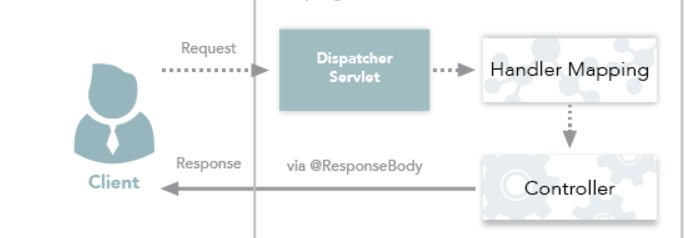 Request
Dispatcher
Servlet
Handler Mapping
Response
via @ResponseBody
Client
Controller